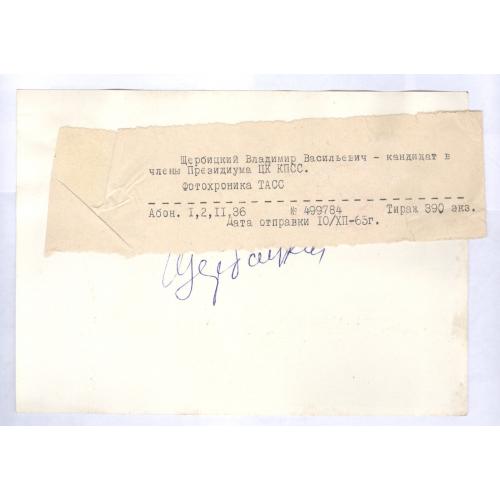 Щербицкий Владимир Васильевич - кандидат в
члены Президиума ЦК КПСС.
Фотохроника ТАСС
Абон. I,2,II,36 № 499784 Тираж 390 экз.
Дата отправки IO/XП-65г.
Щербицкий